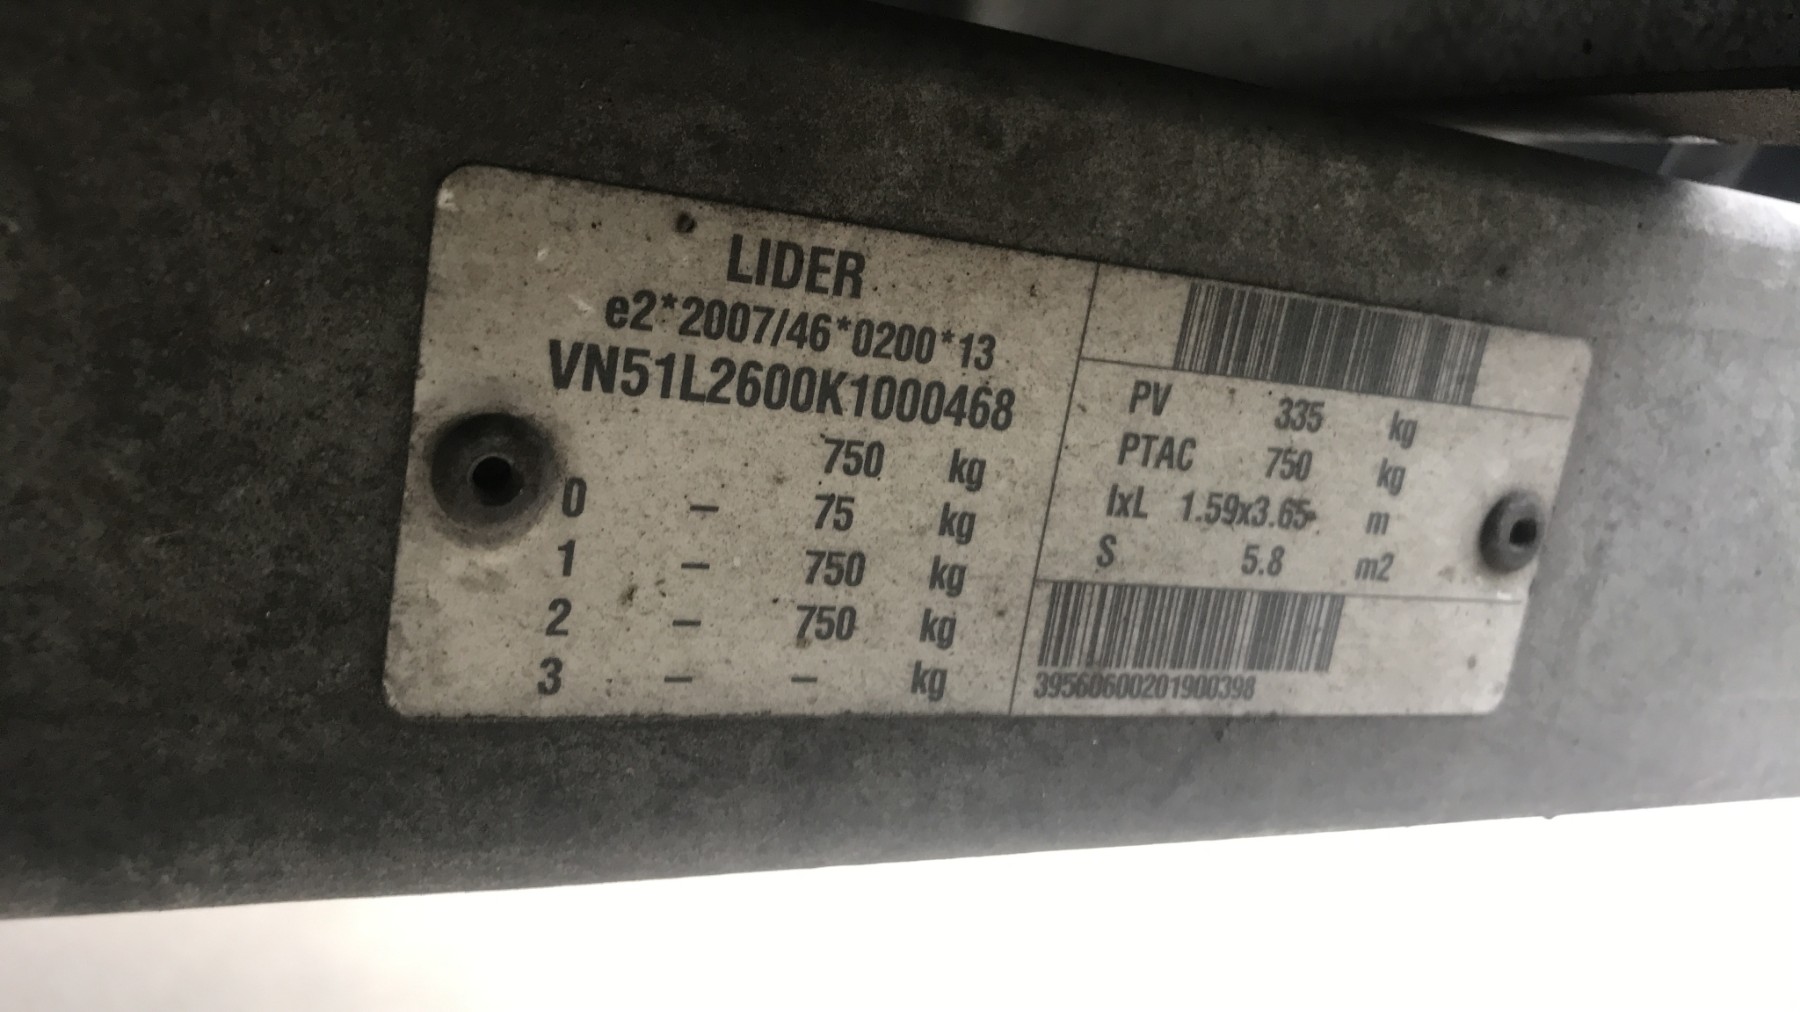 LIDER
e2*2007/46*0200*13
VN51L2600K1000468
750 kg
0 – 75 kg
1 – 750 kg
2 – 750 kg
3 – – kg
PV 335 kg
PTAC 750 kg
lxL 1.59x3.65 m
S 5.8 m2
39560600201900398